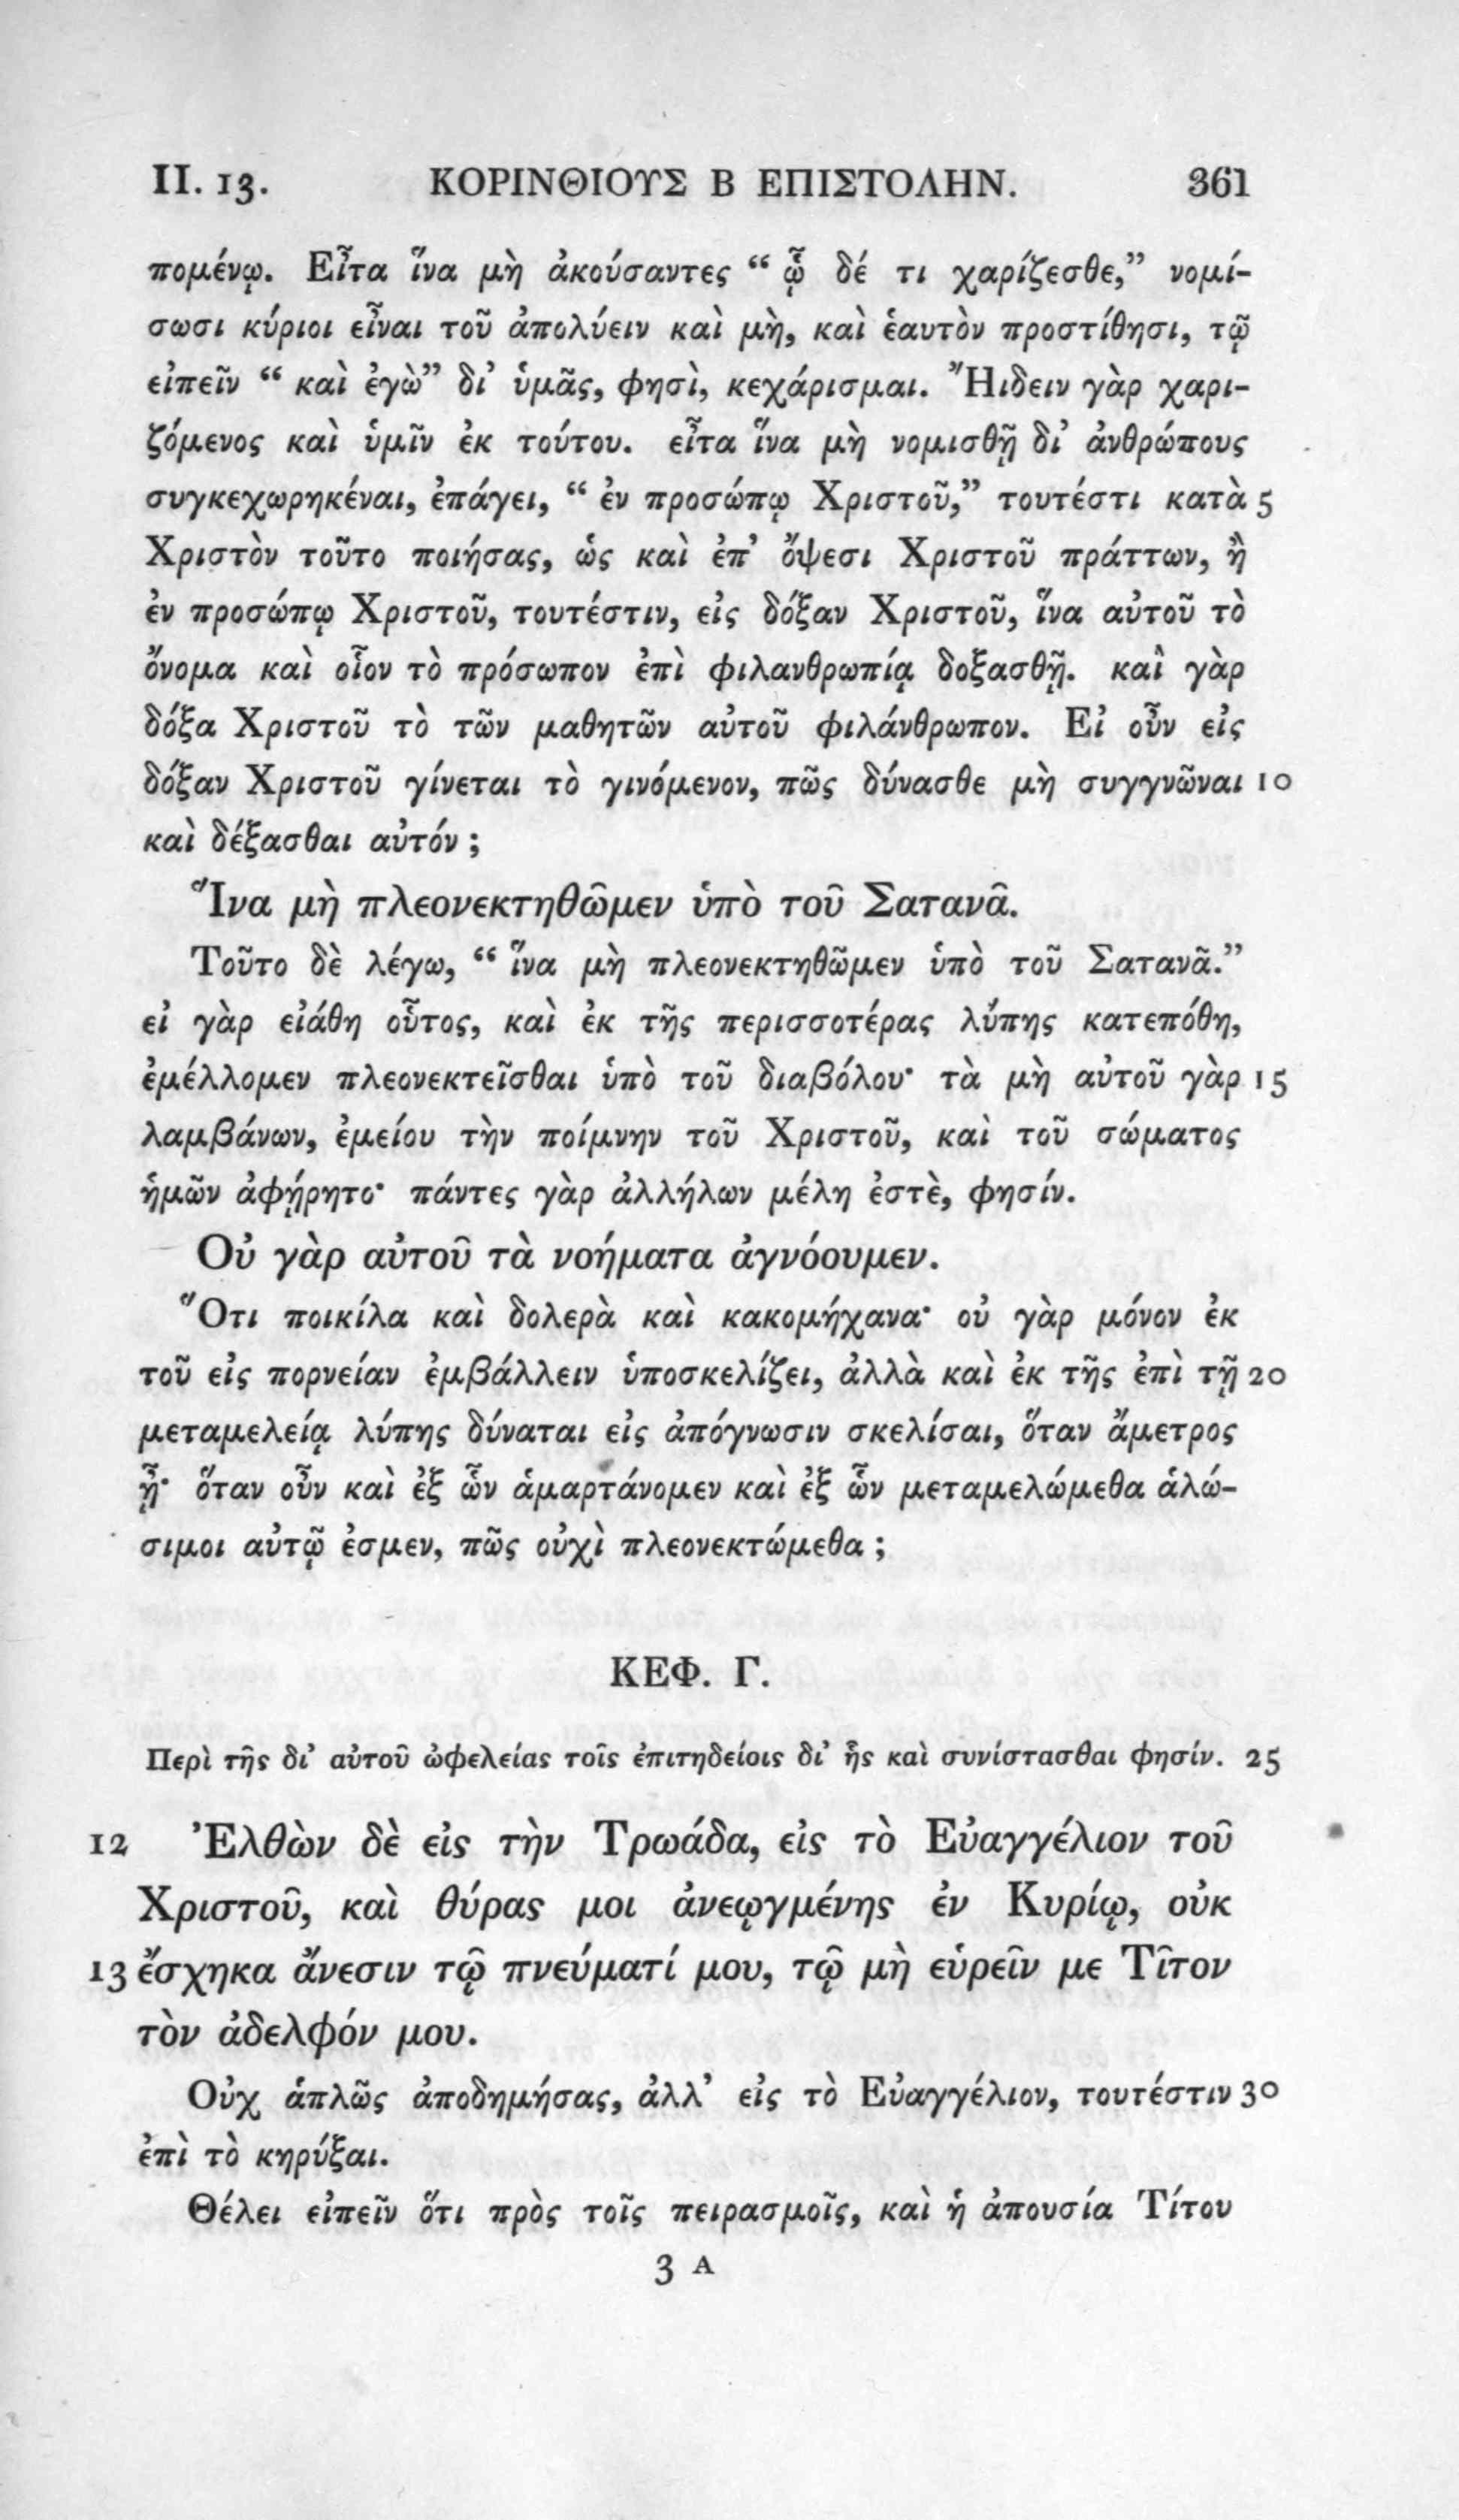 II. 13. ΚΟΡΙΝΘΙΟΥΣ Β ΕΠΙΣΤΟΛΗΝ. 361
πομένῳ. Εἶτα ἵνα μὴ ἀκούσαντες “ ᾧ δέ τι χαρίζεσθε,” νομί-
σωσι κύριοι εἶναι τοῦ ἀπολύειν καὶ μὴ, καὶ ἑαυτὸν προστίθησι, τῷ
εἰπεῖν “ καὶ ἐγὼ” δι’ ὑμᾶς, φησὶ, κεχάρισμαι. Ἤιδειν γὰρ χαρι-
ζόμενος καὶ ὑμῖν ἐκ τούτου. εἶτα ἵνα μὴ νομισθῇ δι’ ἀνθρώπους
συγκεχωρηκέναι, ἐπάγει, “ ἐν προσώπῳ Χριστοῦ,” τουτέστι κατὰ 5
Χριστὸν τοῦτο ποιήσας, ὡς καὶ ἐπ’ ὄψεσι Χριστοῦ πράττων, ἢ
ἐν προσώπῳ Χριστοῦ, τουτέστιν, εἰς δόξαν Χριστοῦ, ἵνα αὐτοῦ τὸ
ὄνομα καὶ οἷον τὸ πρόσωπον ἐπὶ φιλανθρωπίᾳ δοξασθῇ. καὶ γὰρ
δόξα Χριστοῦ τὸ τῶν μαθητῶν αὐτοῦ φιλάνθρωπον. Εἰ οὖν εἰς
δόξαν Χριστοῦ γίνεται τὸ γινόμενον, πῶς δύνασθε μὴ συγγνῶναι 10
καὶ δέξασθαι αὐτόν ;
Ἵνα μὴ πλεονεκτηθῶμεν ὑπὸ τοῦ Σατανᾶ.
Τοῦτο δὲ λέγω, “ ἵνα μὴ πλεονεκτηθῶμεν ὑπὸ τοῦ Σατανᾶ.”
εἰ γὰρ εἰάθη οὗτος, καὶ ἐκ τῆς περισσοτέρας λύπης κατεπόθη,
ἐμέλλομεν πλεονεκτεῖσθαι ὑπὸ τοῦ διαβόλου· τὰ μὴ αὐτοῦ γὰρ 15
λαμβάνων, ἐμείου τὴν ποίμνην τοῦ Χριστοῦ, καὶ τοῦ σώματος
ἡμῶν ἀφῄρητο· πάντες γὰρ ἀλλήλων μέλη ἐστὲ, φησίν.
Οὐ γὰρ αὐτοῦ τὰ νοήματα ἀγνόουμεν.
Ὅτι ποικίλα καὶ δολερὰ καὶ κακομήχανα· οὐ γὰρ μόνον ἐκ
τοῦ εἰς πορνείαν ἐμβάλλειν ὑποσκελίζει, ἀλλὰ καὶ ἐκ τῆς ἐπὶ τῇ 20
μεταμελείᾳ λύπης δύναται εἰς ἀπόγνωσιν σκελίσαι, ὅταν ἄμετρος
ᾖ· ὅταν οὖν καὶ ἐξ ὧν ἁμαρτάνομεν καὶ ἐξ ὧν μεταμελώμεθα ἁλώ-
σιμοι αὐτῷ ἐσμεν, πῶς οὐχὶ πλεονεκτώμεθα ;
ΚΕΦ. Γ.
Περὶ τῆς δι’ αὐτοῦ ὠφελείας τοῖς ἐπιτηδείοις δι’ ἧς καὶ συνίστασθαι φησίν. 25
12 Ἐλθὼν δὲ εἰς τὴν Τρωάδα, εἰς τὸ Εὐαγγέλιον τοῦ
Χριστοῦ, καὶ θύρας μοι ἀνεῳγμένης ἐν Κυρίῳ, οὐκ
13 ἔσχηκα ἄνεσιν τῷ πνεύματί μου, τῷ μὴ εὑρεῖν με Τῖτον
τὸν ἀδελφόν μου.
Οὐχ ἁπλῶς ἀποδημήσας, ἀλλ’ εἰς τὸ Εὐαγγέλιον, τουτέστιν 30
ἐπὶ τὸ κηρύξαι.
Θέλει εἰπεῖν ὅτι πρὸς τοῖς πειρασμοῖς, καὶ ἡ ἀπουσία Τίτου
3 A